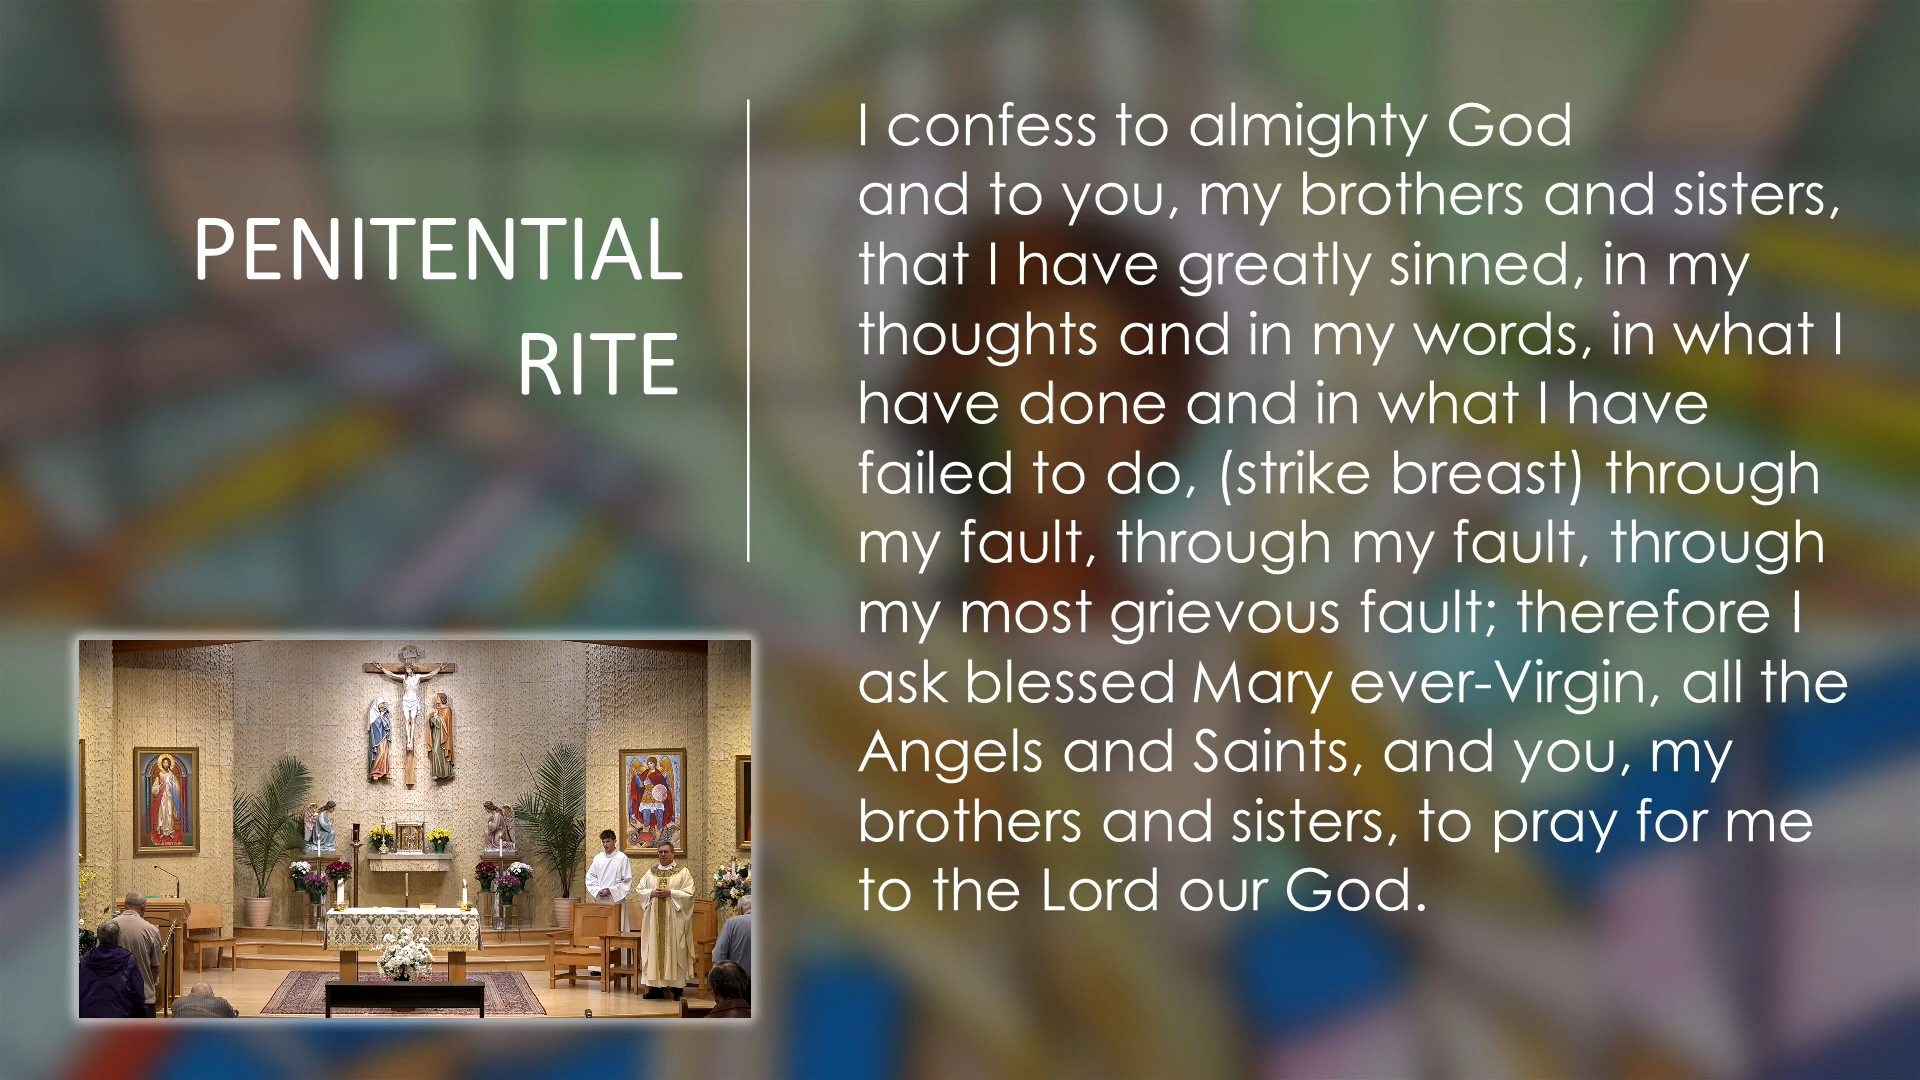 PENITENTIAL
RITE
I confess to almighty God
and to you, my brothers and sisters,
that I have greatly sinned, in my
thoughts and in my words, in what I
have done and in what I have
failed to do, (strike breast) through
my fault, through my fault, through
my most grievous fault; therefore I
ask blessed Mary ever-Virgin, all the
Angels and Saints, and you, my
brothers and sisters, to pray for me
to the Lord our God.